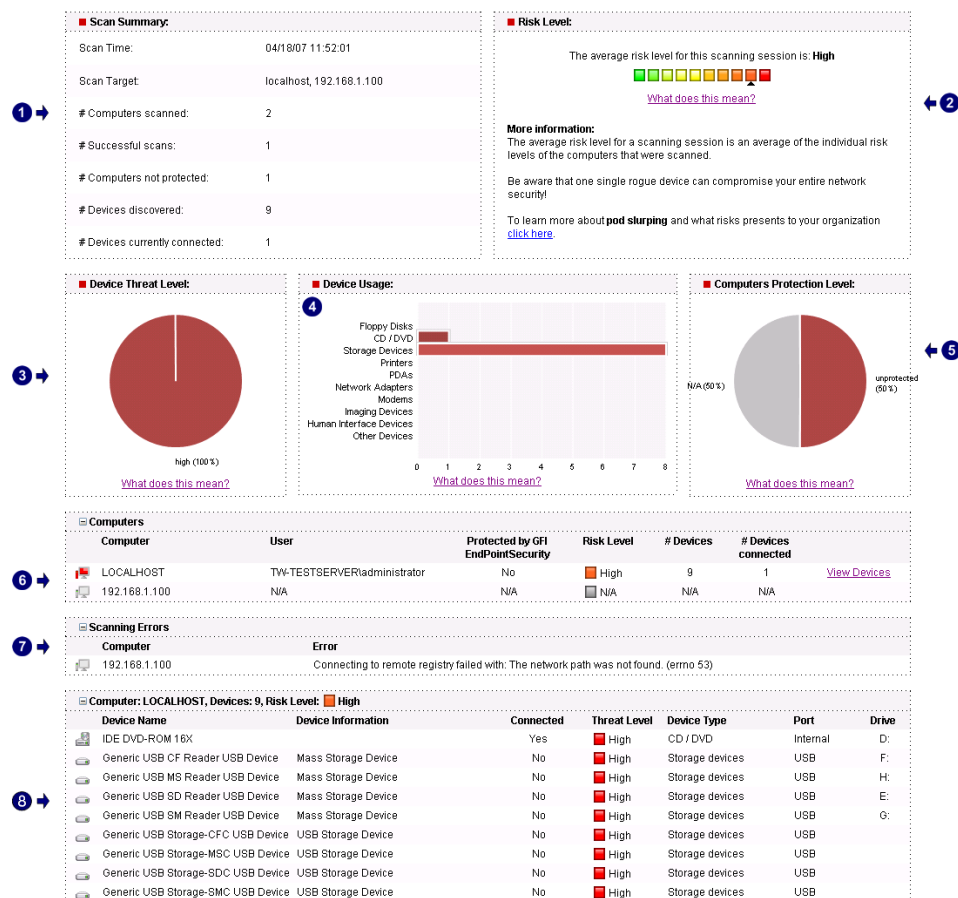 Scan Summary:
Scan Time: 04/18/07 11:52:01
Scan Target: localhost, 192.168.1.100
# Computers scanned: 2
# Successful scans: 1
# Computers not protected: 1
# Devices discovered: 9
# Devices currently connected: 1
1
Risk Level:
The average risk level for this scanning session is: High
What does this mean?
More information:
The average risk level for a scanning session is an average of the individual risk
levels of the computers that were scanned.
Be aware that one single rogue device can compromise your entire network
security!
To learn more about pod slurping and what risks presents to your organization
click here.
2
Device Threat Level:
high (100%)
What does this mean?
3
Device Usage:
4
Floppy Disks
CD / DVD
Storage Devices
Printers
PDAs
Network Adapters
Modems
Imaging Devices
Human Interface Devices
Other Devices
0 1 2 3 4 5 6 7 8
What does this mean?
Computers Protection Level:
N/A (50%)
unprotected
(50%)
What does this mean?
5
Computers
Computer User Protected by GFI
EndPointSecurity Risk Level # Devices # Devices
connected
LOCALHOST TW-TESTSERVER\administrator No High 9 1 View Devices
192.168.1.100 N/A N/A N/A N/A N/A
6
Scanning Errors
Computer Error
192.168.1.100 Connecting to remote registry failed with: The network path was not found. (errno 53)
7
Computer: LOCALHOST, Devices: 9, Risk Level: High
Device Name Device Information Connected Threat Level Device Type Port Drive
IDE DVD-ROM 16X Yes High CD / DVD Internal D:
Generic USB CF Reader USB Device Mass Storage Device No High Storage devices USB F:
Generic USB MS Reader USB Device Mass Storage Device No High Storage devices USB H:
Generic USB SD Reader USB Device Mass Storage Device No High Storage devices USB E:
Generic USB SM Reader USB Device Mass Storage Device No High Storage devices USB G:
Generic USB Storage-CFC USB Device USB Storage Device No High Storage devices USB
Generic USB Storage-MSC USB Device USB Storage Device No High Storage devices USB
Generic USB Storage-SDC USB Device USB Storage Device No High Storage devices USB
Generic USB Storage-SMC USB Device USB Storage Device No High Storage devices USB
8